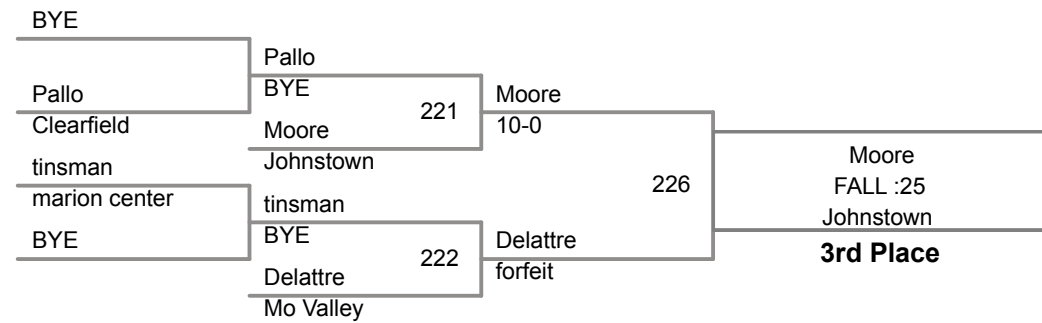 BYE
Pallo
Clearfield
tinsman
marion center
BYE
Pallo
BYE
221
Moore
Johnstown
tinsman
BYE
222
Delattre
Mo Valley
Moore
10-0
226
Delattre
forfeit
Moore
FALL :25
Johnstown
3rd Place